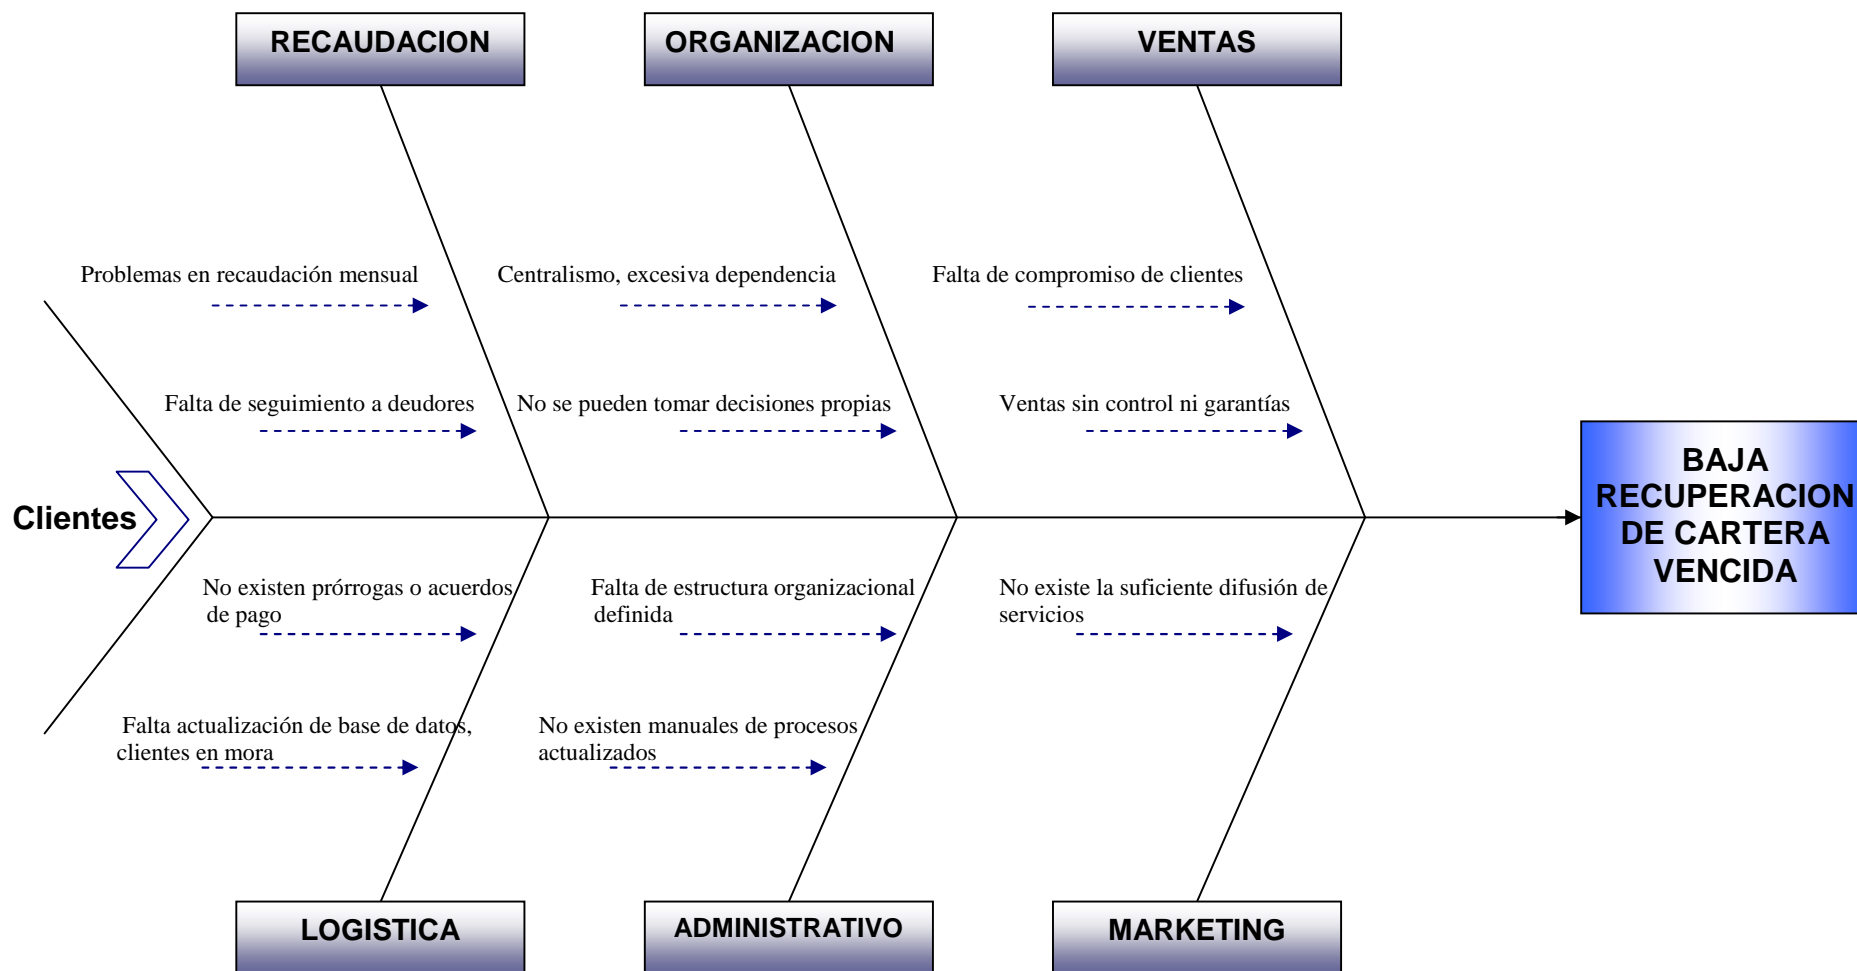 RECAUDACION
ORGANIZACION
VENTAS
Problemas en recaudación mensual
Centralismo, excesiva dependencia
Falta de compromiso de clientes
Falta de seguimiento a deudores
No se pueden tomar decisiones propias
Ventas sin control ni garantías
Clientes
BAJA
RECUPERACION
DE CARTERA
VENCIDA
No existen prórrogas o acuerdos
de pago
Falta de estructura organizacional
definida
No existe la suficiente difusión de
servicios
Falta actualización de base de datos,
clientes en mora
No existen manuales de procesos
actualizados
LOGISTICA
ADMINISTRATIVO
MARKETING